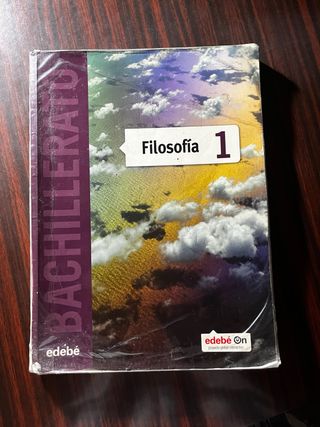 BACHILLERATO
Filosofía 1
edebé
edebé On